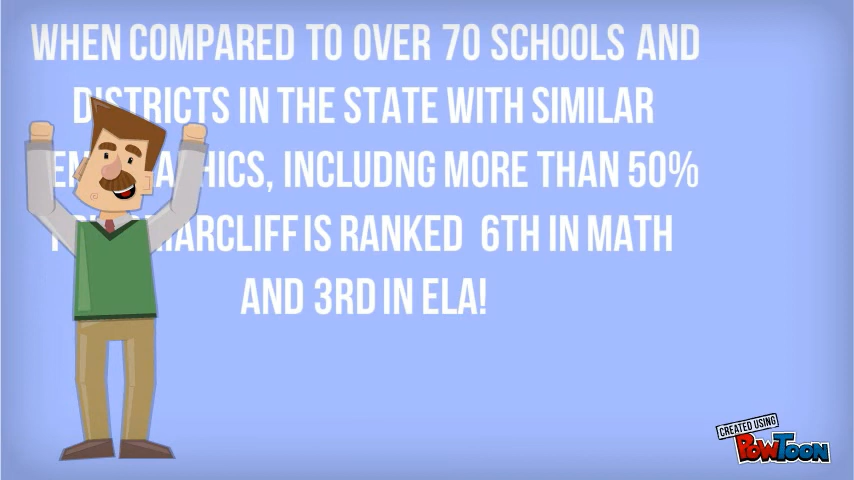 WHEN COMPARED TO OVER 70 SCHOOLS AND
DISTRICTS IN THE STATE WITH SIMILAR
INCLUDNG MORE THAN 50%
IS RANKED 6TH IN MATH
AND 3RD IN ELA!
CREATED USING
POWTOON